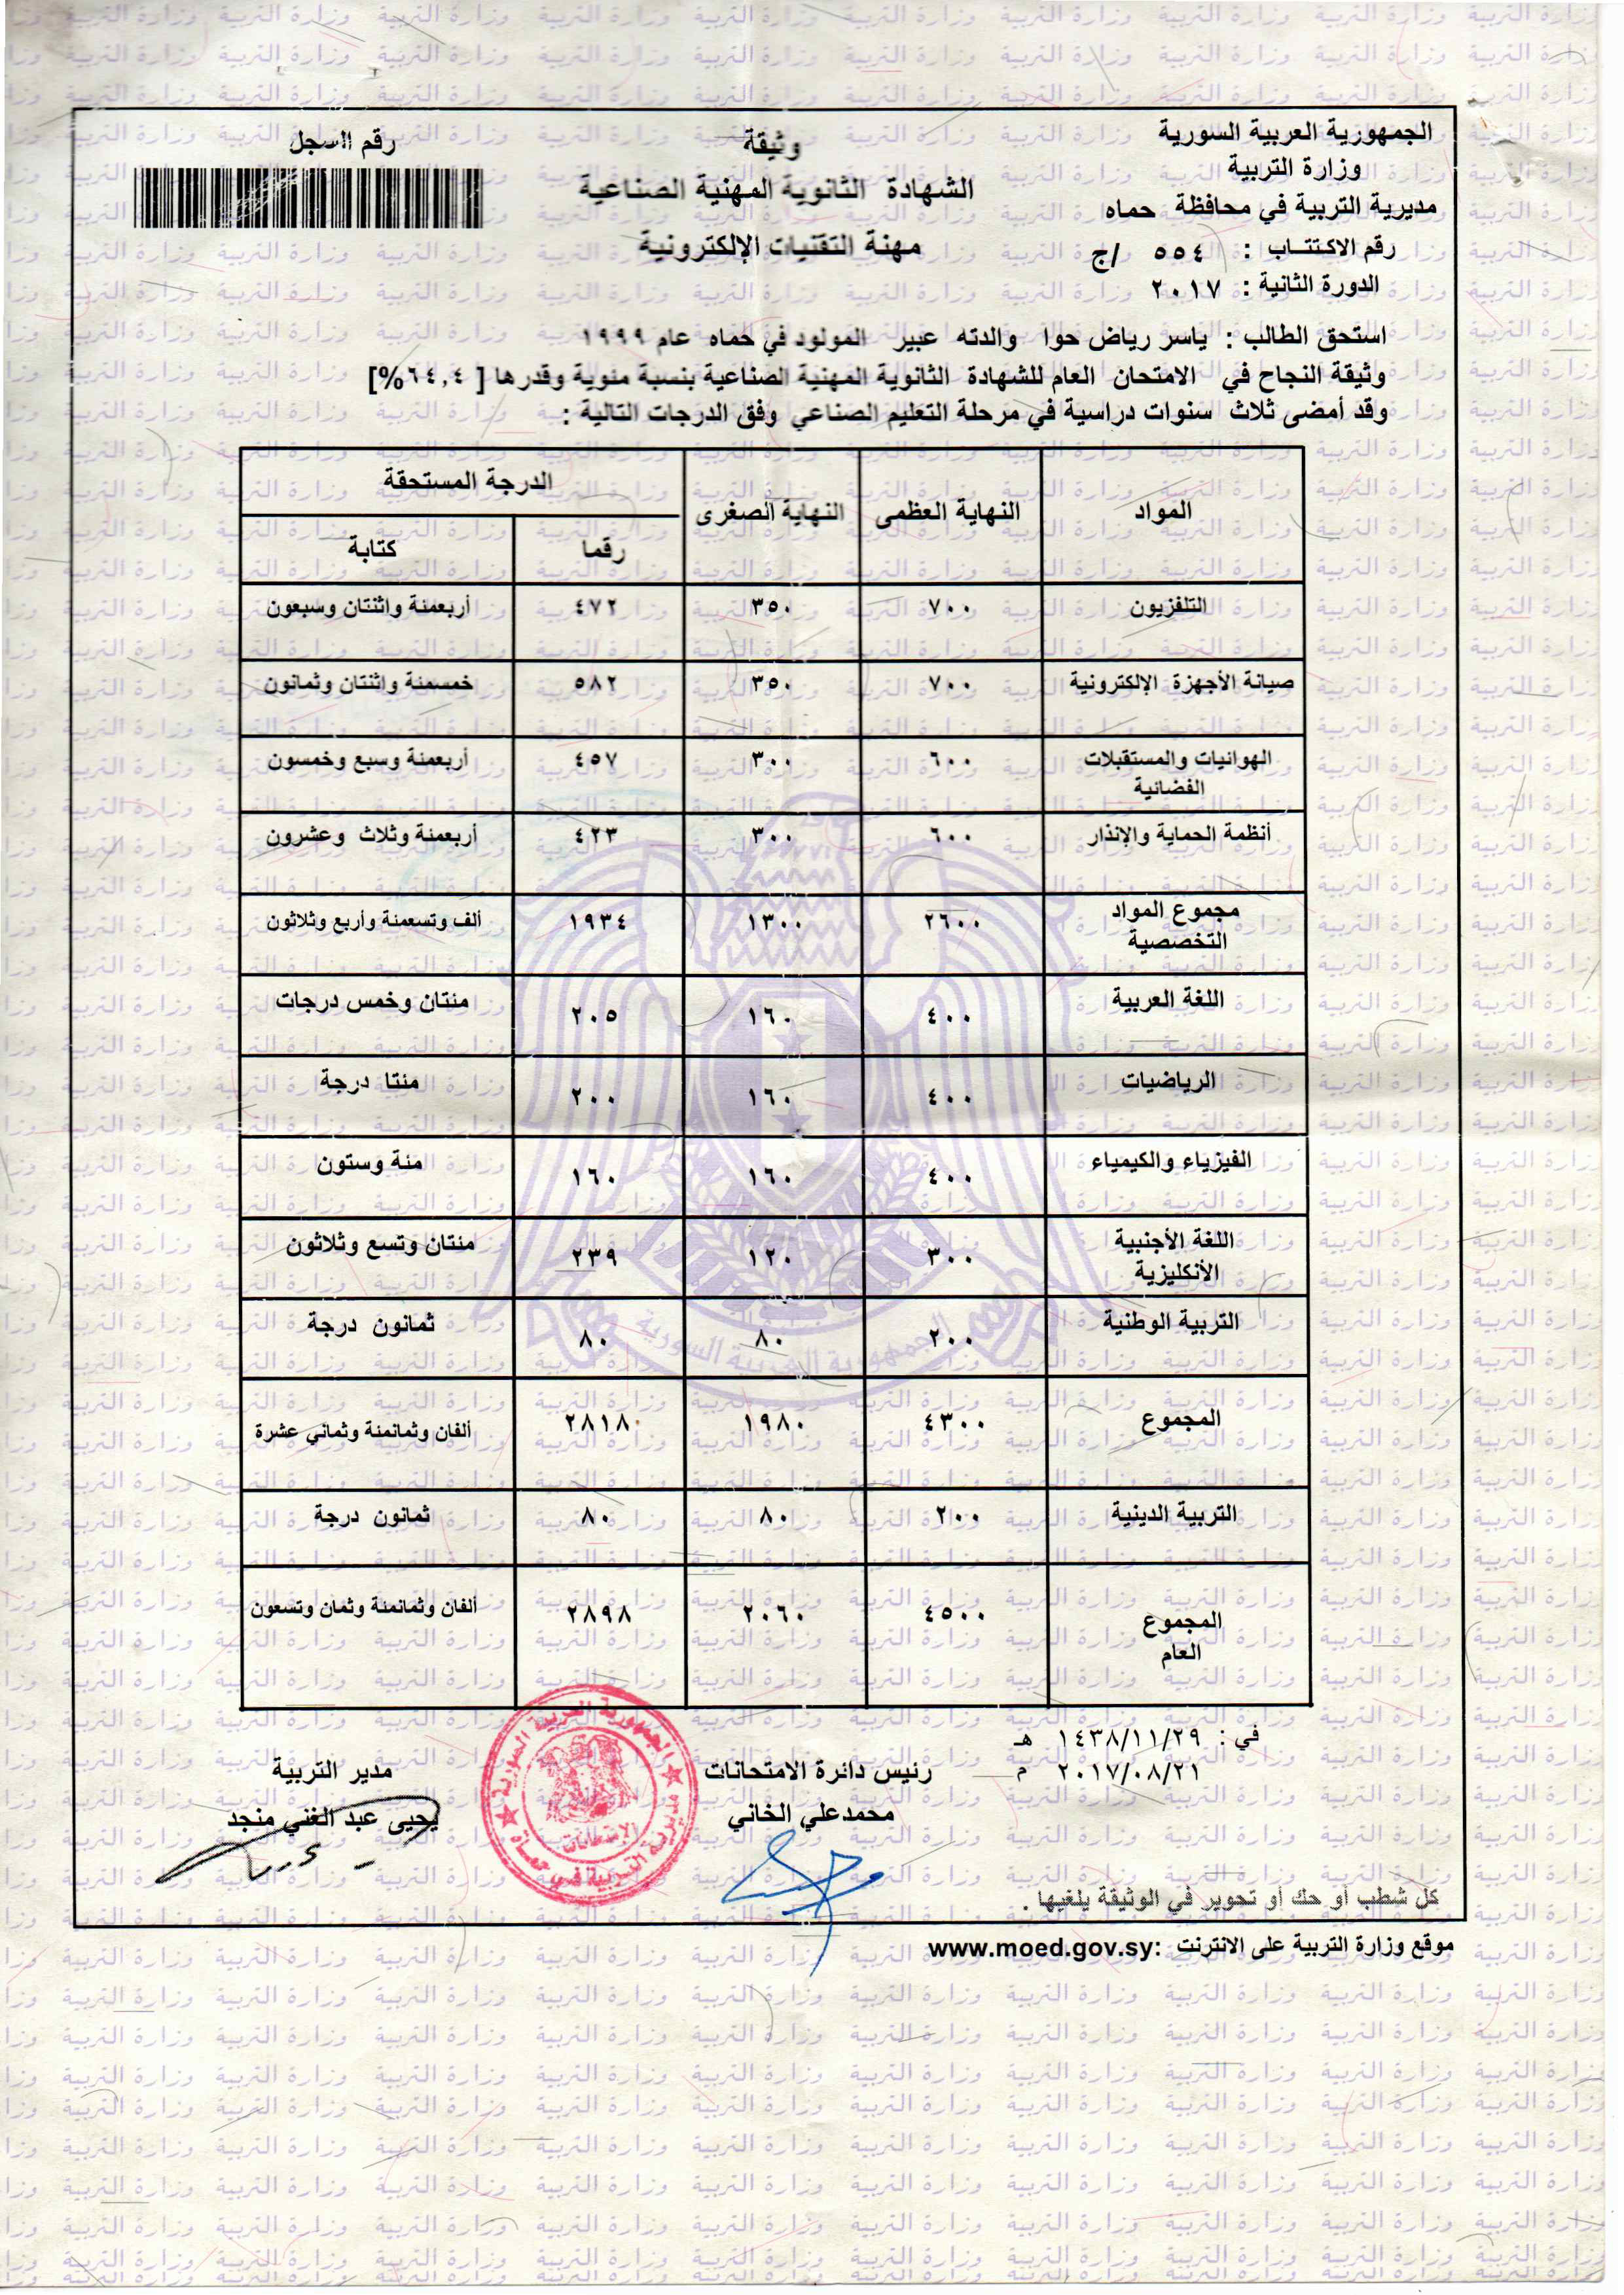 الجمهورية العربية السورية
وزارة التربية
مديرية التربية في محافظة حماه
رقم الاكتتاب : ٥٥٤ /ج
الدورة الثانية : ٢٠١٧
وثيقة
الشهادة الثانوية المهنية الصناعية
مهنة التقنيات الإلكترونية
رقم السجل
استحق الطالب : ياسر رياض حوا والدته عبير المولود في حماه عام ١٩٩٩
وثيقة النجاح في الامتحان العام للشهادة الثانوية المهنية الصناعية بنسبة مئوية وقدرها [ ٦٤,٤%]
وقد أمضى ثلاث سنوات دراسية في مرحلة التعليم الصناعي وفق الدرجات التالية :
المواد النهاية العظمى النهاية الصغرى الدرجة المستحقة
رقما كتابة
التلفزيون ٧٠٠ ٣٥٠ ٤٧٢ أربعمئة واثنتان وسبعون
صيانة الأجهزة الإلكترونية ٧٠٠ ٣٥٠ ٥٨٢ خمسمئة واثنتان وثمانون
الهوائيات والمستقبلات ٦٠٠ ٣٠٠ ٤٥٧ أربعمئة وسبع وخمسون
الفضائية
أنظمة الحماية والإنذار ٦٠٠ ٣٠٠ ٤٢٣ أربعمئة وثلاث وعشرون
مجموع المواد ٢٦٠٠ ١٣٠٠ ١٩٣٤ ألف وتسعمئة وأربع وثلاثون
التخصصية
اللغة العربية ٤٠٠ ١٦٠ ٢٠٥ مئتان وخمس درجات
الرياضيات ٤٠٠ ١٦٠ ٢٠٠ مئتا درجة
الفيزياء والكيمياء ٤٠٠ ١٦٠ ١٦٠ مئة وستون
اللغة الأجنبية ٣٠٠ ١٢٠ ٢٣٩ مئتان وتسع وثلاثون
الأنكليزية
التربية الوطنية ٢٠٠ ٨٠ ٨٠ ثمانون درجة
المجموع ٤٣٠٠ ١٩٨٠ ٢٨١٨ ألفان وثمانمئة وثماني عشرة
التربية الدينية ٢٠٠ ٨٠ ٨٠ ثمانون درجة
المجموع ٤٥٠٠ ٢٠٦٠ ٢٨٩٨ ألفان وثمانمئة وثمان وتسعون
العام
في : ١٤٣٨/١١/٢٩ هـ
٢٠١٧/٠٨/٢١ م
رئيس دائرة الامتحانات
محمدعلي الخاني
مدير التربية
يحيى عبد الغني منجد
الجمهورية العربية السورية
مديرية التربية في حماة
الامتحانات
كل شطب أو حك أو تحوير في الوثيقة يلغيها .
موقع وزارة التربية على الانترنت :www.moed.gov.sy